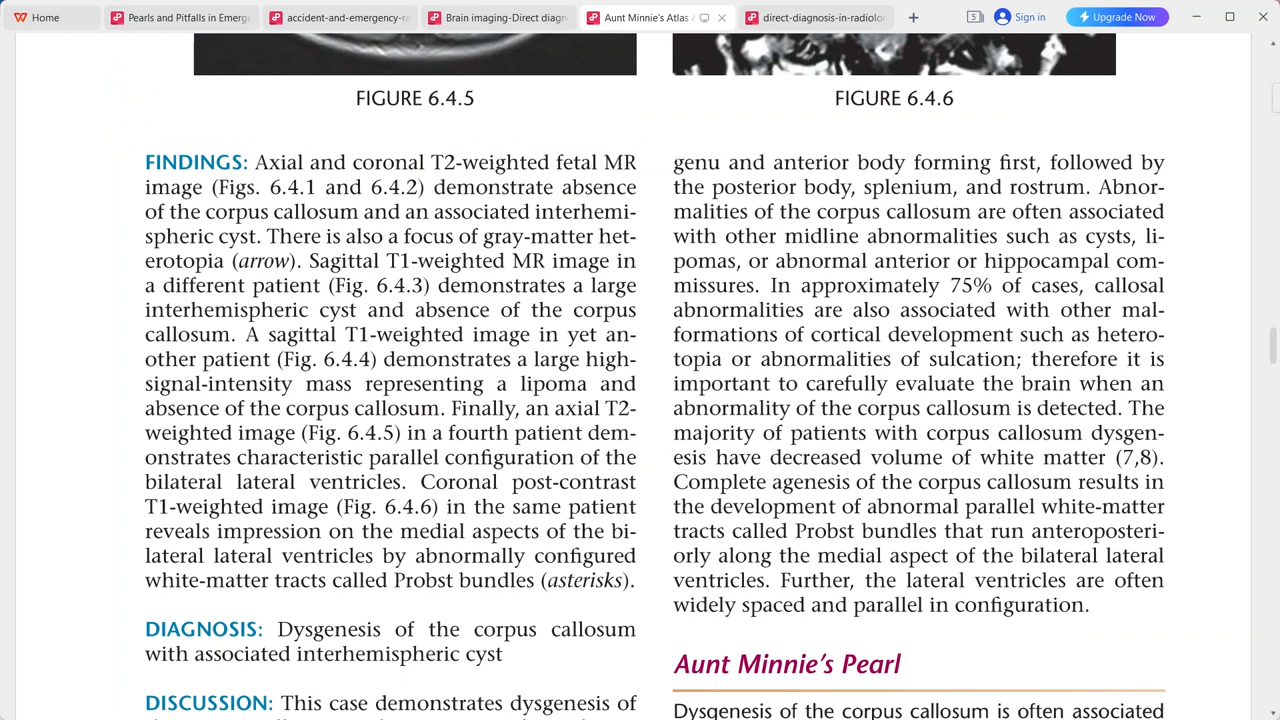 Home
Pearls and Pitfalls in Emerg
accident-and-emergency-ra
Brain imaging-Direct diagn
Aunt Minnie's Atlas &
direct-diagnosis-in-radiolo
5
Sign in
Upgrade Now
FIGURE 6.4.5
FIGURE 6.4.6
FINDINGS: Axial and coronal T2-weighted fetal MR
image (Figs. 6.4.1 and 6.4.2) demonstrate absence
of the corpus callosum and an associated interhemi-
spheric cyst. There is also a focus of gray-matter het-
erotopia (arrow). Sagittal T1-weighted MR image in
a different patient (Fig. 6.4.3) demonstrates a large
interhemispheric cyst and absence of the corpus
callosum. A sagittal T1-weighted image in yet an-
other patient (Fig. 6.4.4) demonstrates a large high-
signal-intensity mass representing a lipoma and
absence of the corpus callosum. Finally, an axial T2-
weighted image (Fig. 6.4.5) in a fourth patient dem-
onstrates characteristic parallel configuration of the
bilateral lateral ventricles. Coronal post-contrast
T1-weighted image (Fig. 6.4.6) in the same patient
reveals impression on the medial aspects of the bi-
lateral lateral ventricles by abnormally configured
white-matter tracts called Probst bundles (asterisks).
DIAGNOSIS: Dysgenesis of the corpus callosum
with associated interhemispheric cyst
DISCUSSION: This case demonstrates dysgenesis of
genu and anterior body forming first, followed by
the posterior body, splenium, and rostrum. Abnor-
malities of the corpus callosum are often associated
with other midline abnormalities such as cysts, li-
pomas, or abnormal anterior or hippocampal com-
missures. In approximately 75% of cases, callosal
abnormalities are also associated with other mal-
formations of cortical development such as hetero-
topia or abnormalities of sulcation; therefore it is
important to carefully evaluate the brain when an
abnormality of the corpus callosum is detected. The
majority of patients with corpus callosum dysgen-
esis have decreased volume of white matter (7,8).
Complete agenesis of the corpus callosum results in
the development of abnormal parallel white-matter
tracts called Probst bundles that run anteroposteri-
orly along the medial aspect of the bilateral lateral
ventricles. Further, the lateral ventricles are often
widely spaced and parallel in configuration.
Aunt Minnie's Pearl
Dysgenesis of the corpus callosum is often associated